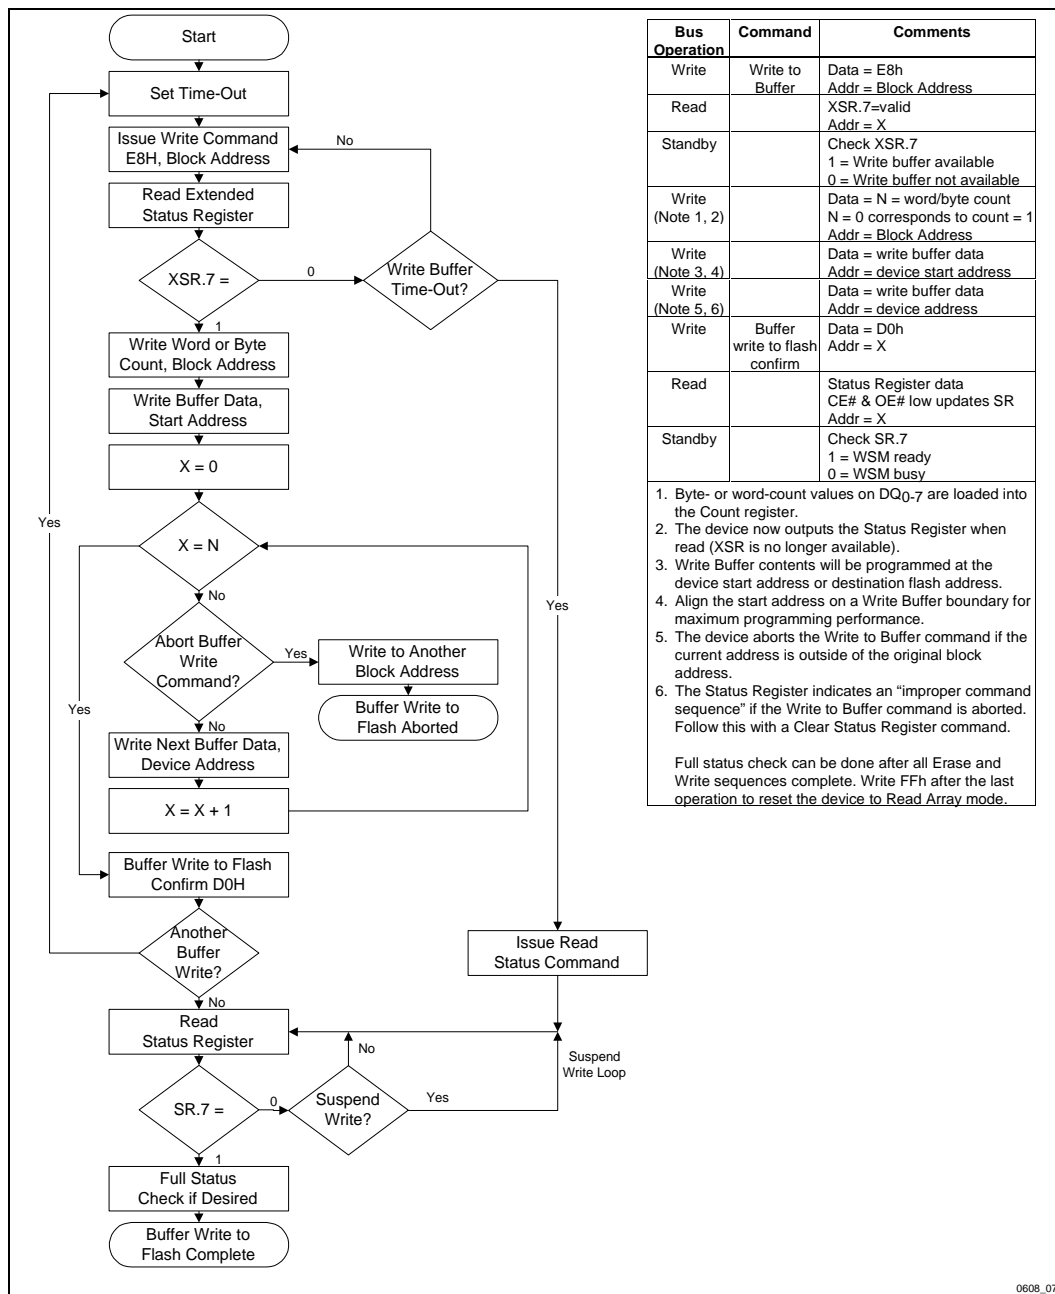 Start
Set Time-Out
Issue Write Command
E8H, Block Address
No
Read Extended
Status Register
XSR.7 =
0
Write Buffer
Time-Out?
1
Write Word or Byte
Count, Block Address
Write Buffer Data,
Start Address
X = 0
Yes
X = N
No
Yes
Abort Buffer
Write
Command?
Yes
Write to Another
Block Address
Buffer Write to
Flash Aborted
Yes
No
Write Next Buffer Data,
Device Address
X = X + 1
Buffer Write to Flash
Confirm D0H
Another
Buffer
Write?
Issue Read
Status Command
No
Read
Status Register
No
Suspend
Write Loop
SR.7 =
0
Suspend
Write?
Yes
1
Full Status
Check if Desired
Buffer Write to
Flash Complete
Bus
Operation
Command
Comments
Write
Write to
Buffer
Data = E8h
Addr = Block Address
Read
XSR.7=valid
Addr = X
Standby
Check XSR.7
1 = Write buffer available
0 = Write buffer not available
Write
(Note 1, 2)
Data = N = word/byte count
N = 0 corresponds to count = 1
Addr = Block Address
Write
(Note 3, 4)
Data = write buffer data
Addr = device start address
Write
(Note 5, 6)
Data = write buffer data
Addr = device address
Write
Buffer
write to flash
confirm
Data = D0h
Addr = X
Read
Status Register data
CE# & OE# low updates SR
Addr = X
Standby
Check SR.7
1 = WSM ready
0 = WSM busy
1. Byte- or word-count values on DQ0-7 are loaded into
the Count register.
2. The device now outputs the Status Register when
read (XSR is no longer available).
3. Write Buffer contents will be programmed at the
device start address or destination flash address.
4. Align the start address on a Write Buffer boundary for
maximum programming performance.
5. The device aborts the Write to Buffer command if the
current address is outside of the original block
address.
6. The Status Register indicates an “improper command
sequence” if the Write to Buffer command is aborted.
Follow this with a Clear Status Register command.
Full status check can be done after all Erase and
Write sequences complete. Write FFh after the last
operation to reset the device to Read Array mode.
0608_07